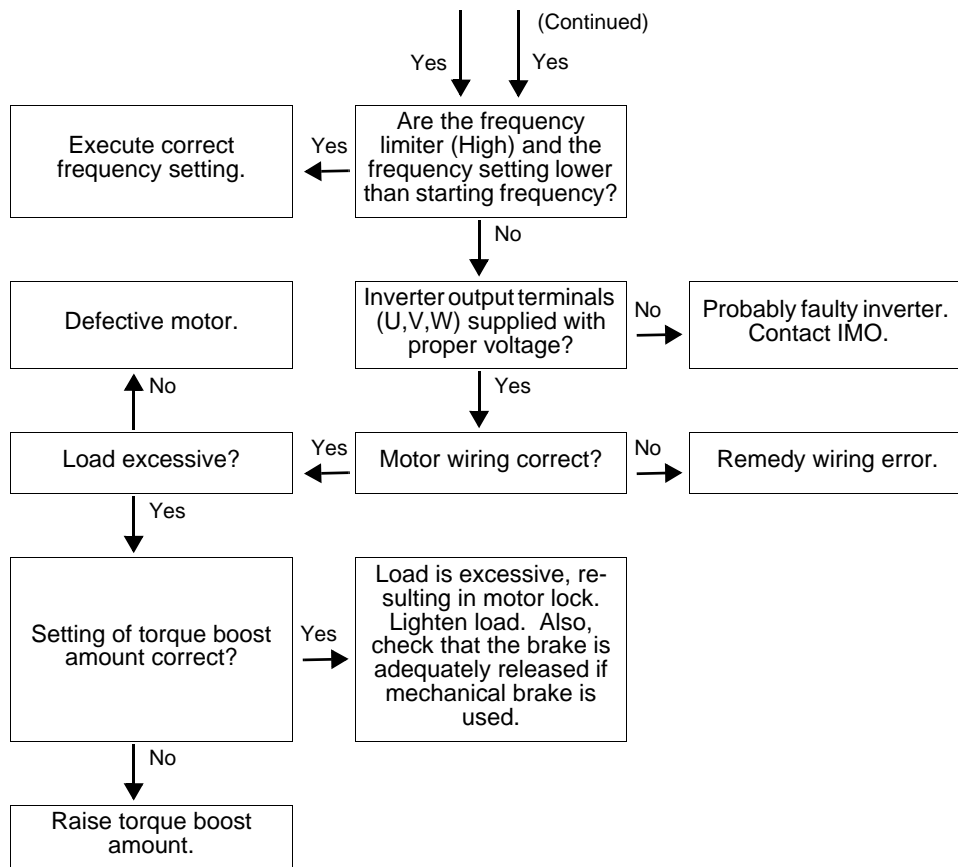 (Continued)
Yes
Yes
Execute correct
frequency setting.
Yes
Are the frequency
limiter (High) and the
frequency setting lower
than starting frequency?
No
Defective motor.
Inverter output terminals
(U,V,W) supplied with
proper voltage?
No
Probably faulty inverter.
Contact IMO.
No
Yes
Load excessive?
Yes
Motor wiring correct?
No
Remedy wiring error.
Yes
Setting of torque boost
amount correct?
Yes
Load is excessive, re-
sulting in motor lock.
Lighten load. Also,
check that the brake is
adequately released if
mechanical brake is
used.
No
Raise torque boost
amount.